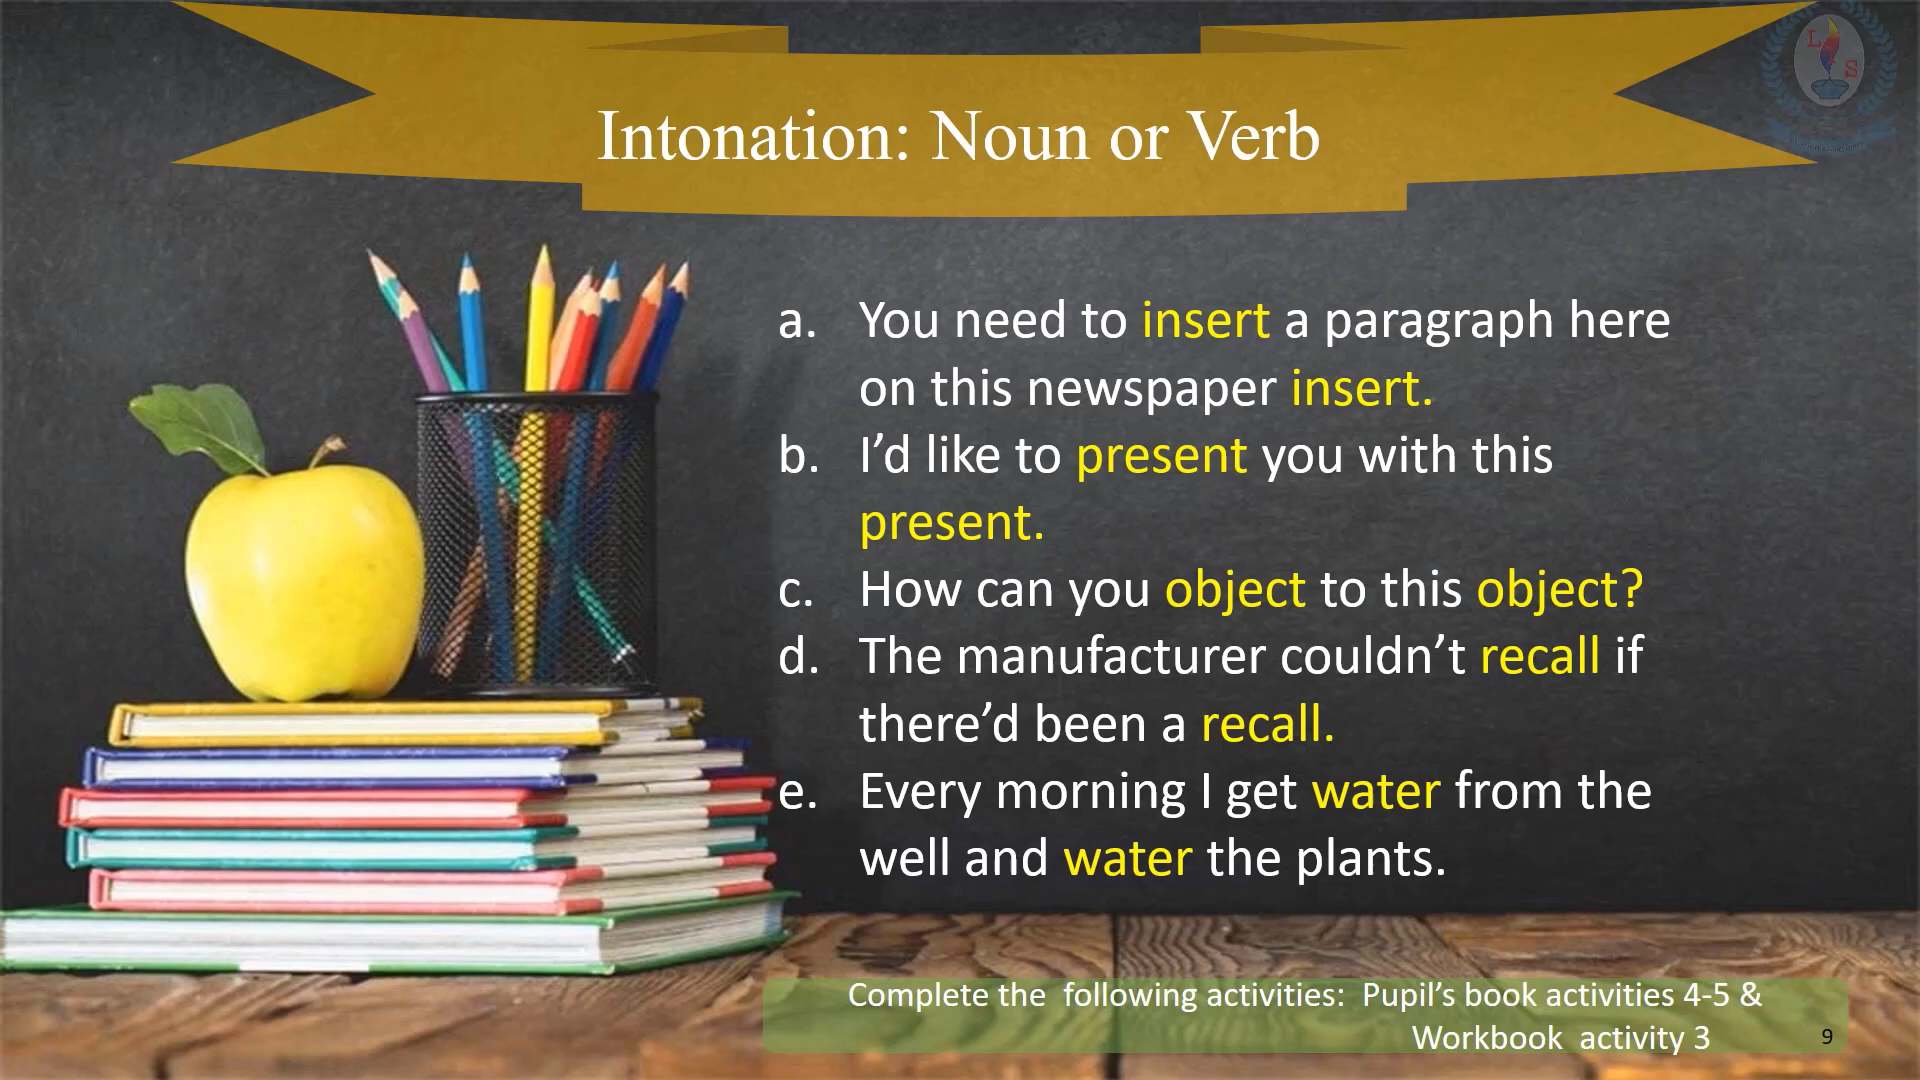 Intonation: Noun or Verb
L
S
a. You need to insert a paragraph here
on this newspaper insert.
b. I’d like to present you with this
present.
c. How can you object to this object?
d. The manufacturer couldn’t recall if
there’d been a recall.
e. Every morning I get water from the
well and water the plants.
Complete the following activities: Pupil’s book activities 4-5 &
Workbook activity 3
9